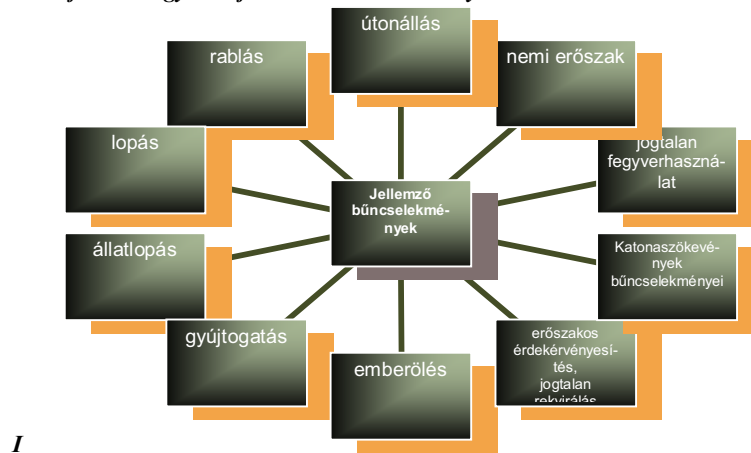 útonállás
rablás
nemi erőszak
lopás
jogtalan
fegyverhaszná-
lat
Jellemző
bűncselekmé-
nyek
állatlopás
Katonaszökevé-
nyek
bűncselekményei
gyújtogatás
emberölés
erőszakos
érdekérvényesí-
tés,
jogtalan
rekvirálás
I